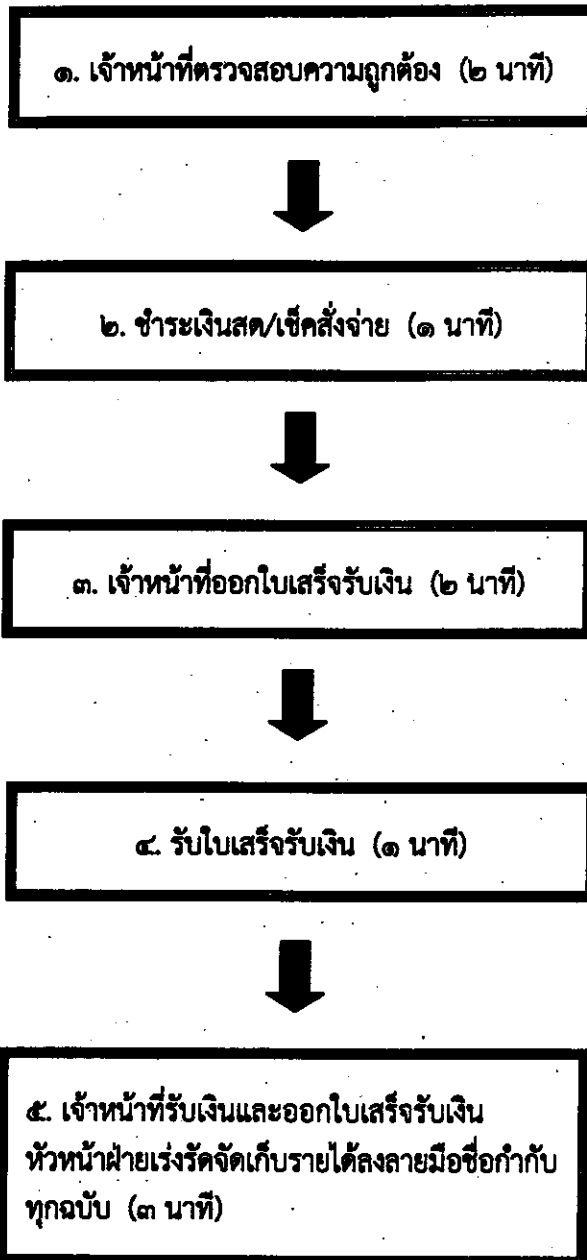 ๑. เจ้าหน้าที่ตรวจสอบความถูกต้อง (๒ นาที)
๒. ชำระเงินสด/เช็คสั่งจ่าย (๑ นาที)
๓. เจ้าหน้าที่ออกใบเสร็จรับเงิน (๒ นาที)
๔. รับใบเสร็จรับเงิน (๑ นาที)
๕. เจ้าหน้าที่รับเงินและออกใบเสร็จรับเงิน
หัวหน้าฝ่ายเร่งรัดจัดเก็บรายได้ลงลายมือชื่อกำกับ
ทุกฉบับ (๓ นาที)